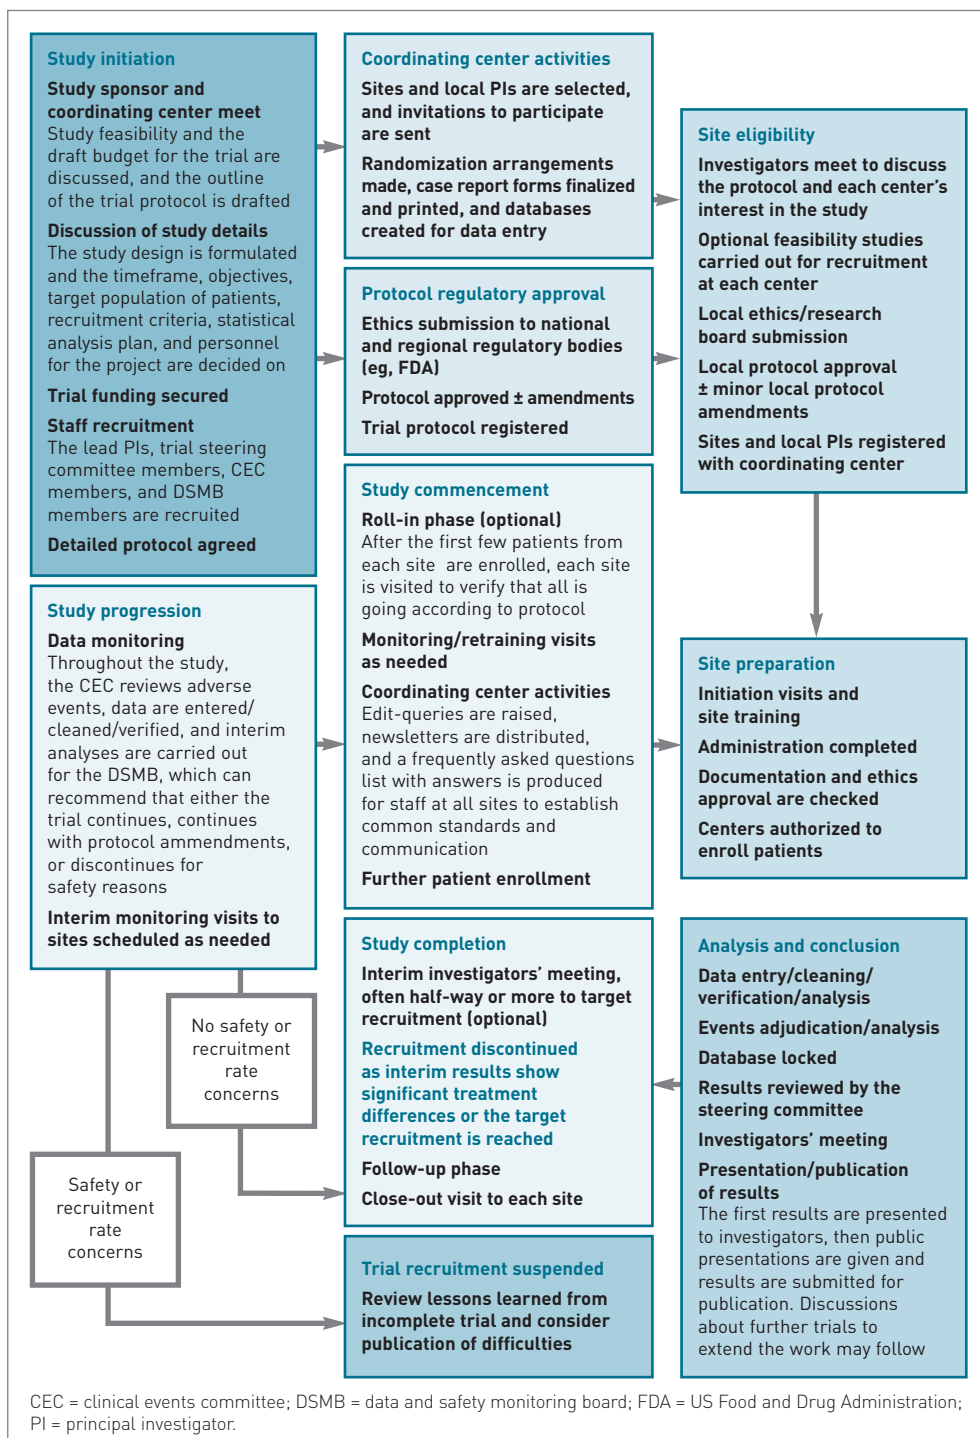 Study initiation
Study sponsor and
coordinating center meet
Study feasibility and the
draft budget for the trial are
discussed, and the outline
of the trial protocol is drafted
Discussion of study details
The study design is formulated
and the timeframe, objectives,
target population of patients,
recruitment criteria, statistical
analysis plan, and personnel
for the project are decided on
Trial funding secured
Staff recruitment
The lead PIs, trial steering
committee members, CEC
members, and DSMB
members are recruited
Detailed protocol agreed
Coordinating center activities
Sites and local PIs are selected,
and invitations to participate
are sent
Randomization arrangements
made, case report forms finalized
and printed, and databases
created for data entry
Protocol regulatory approval
Ethics submission to national
and regional regulatory bodies
(eg, FDA)
Protocol approved ± amendments
Trial protocol registered
Site eligibility
Investigators meet to discuss
the protocol and each center's
interest in the study
Optional feasibility studies
carried out for recruitment
at each center
Local ethics/research
board submission
Local protocol approval
± minor local protocol
amendments
Sites and local PIs registered
with coordinating center
Site preparation
Initiation visits and
site training
Administration completed
Documentation and ethics
approval are checked
Centers authorized to
enroll patients
Study commencement
Roll-in phase (optional)
After the first few patients from
each site are enrolled, each site
is visited to verify that all is
going according to protocol
Monitoring/retraining visits
as needed
Coordinating center activities
Edit-queries are raised,
newsletters are distributed,
and a frequently asked questions
list with answers is produced
for staff at all sites to establish
common standards and
communication
Further patient enrollment
Study progression
Data monitoring
Throughout the study,
the CEC reviews adverse
events, data are entered/
cleaned/verified, and interim
analyses are carried out
for the DSMB, which can
recommend that either the
trial continues, continues
with protocol ammendments,
or discontinues for
safety reasons
Interim monitoring visits to
sites scheduled as needed
No safety or
recruitment
rate
concerns
Safety or
recruitment
rate
concerns
Study completion
Interim investigators' meeting,
often half-way or more to target
recruitment (optional)
Recruitment discontinued
as interim results show
significant treatment
differences or the target
recruitment is reached
Follow-up phase
Close-out visit to each site
Trial recruitment suspended
Review lessons learned from
incomplete trial and consider
publication of difficulties
Analysis and conclusion
Data entry/cleaning/
verification/analysis
Events adjudication/analysis
Database locked
Results reviewed by the
steering committee
Investigators' meeting
Presentation/publication
of results
The first results are presented
to investigators, then public
presentations are given and
results are submitted for
publication. Discussions
about further trials to
extend the work may follow
CEC = clinical events committee; DSMB = data and safety monitoring board; FDA = US Food and Drug Administration;
PI = principal investigator.